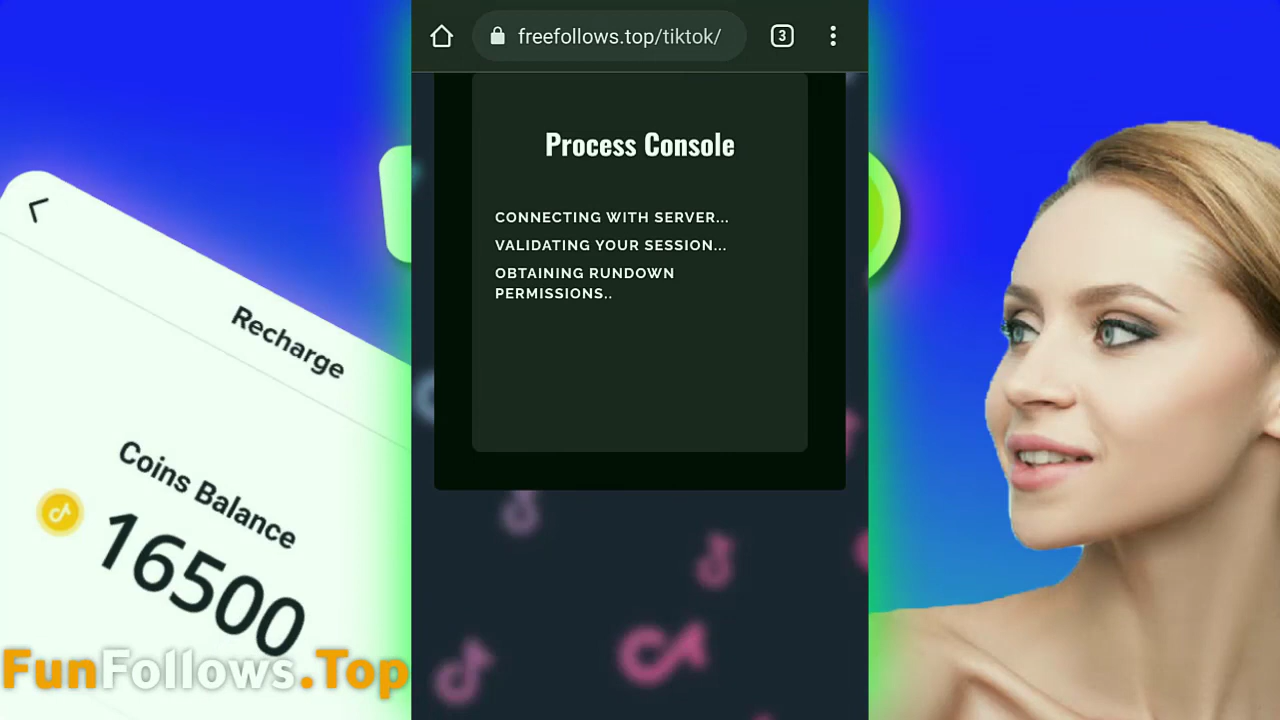 freefollows.top/tiktok/
3
Process Console
CONNECTING WITH SERVER...
VALIDATING YOUR SESSION...
OBTAINING RUNDOWN
PERMISSIONS..
Recharge
Coins Balance
16500
FunFollows.Top